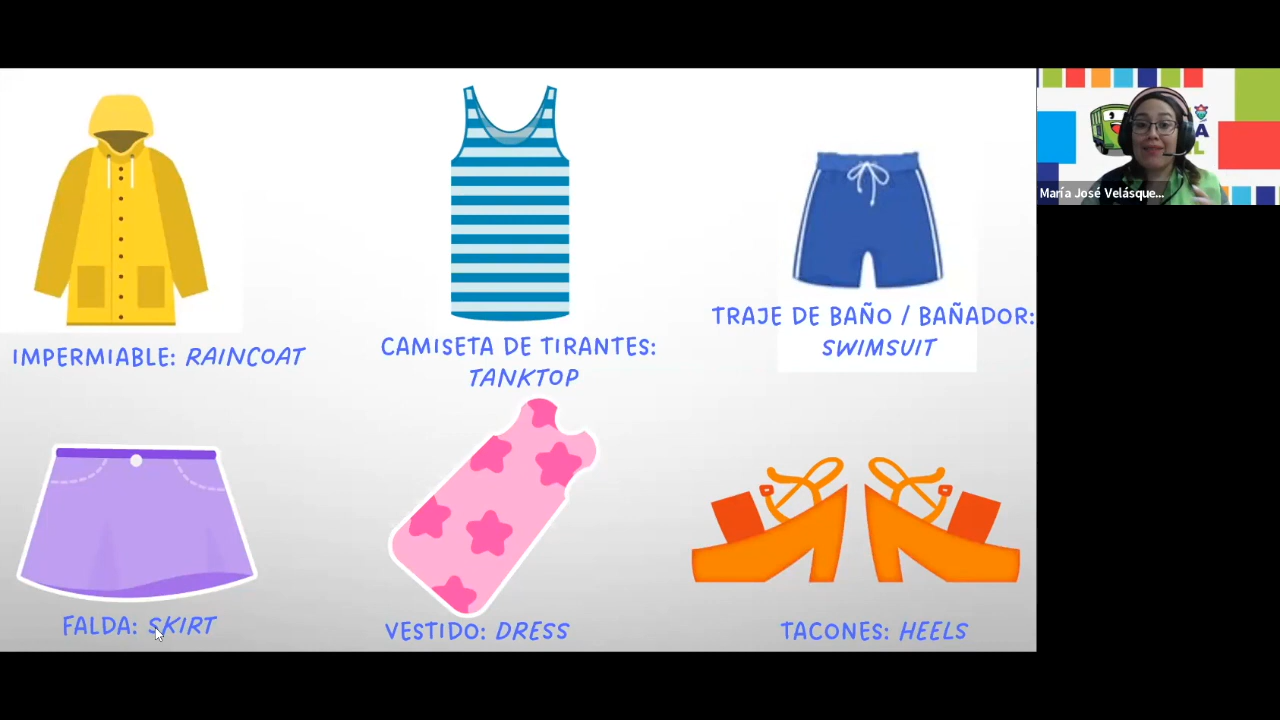 IMPERMIABLE: RAINCOAT
CAMISETA DE TIRANTES:
TANKTOP
TRAJE DE BAÑO / BAÑADOR:
SWIMSUIT
FALDA: SKIRT
VESTIDO: DRESS
TACONES: HEELS
María José Velásque...
A
L